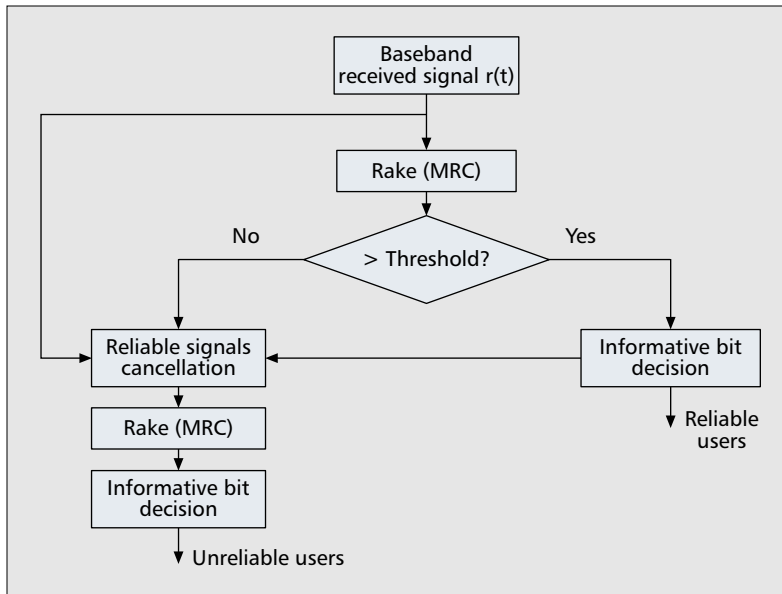 Baseband
received signal r(t)
Rake (MRC)
No
Yes
> Threshold?
Reliable signals
cancellation
Informative bit
decision
Rake (MRC)
Reliable
users
Informative bit
decision
Unreliable users